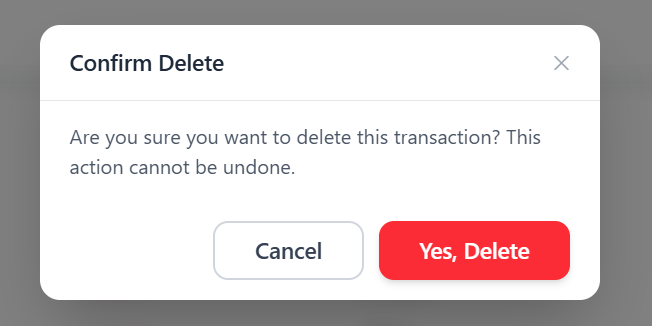 Confirm Delete
Are you sure you want to delete this transaction? This
action cannot be undone.
Cancel
Yes, Delete